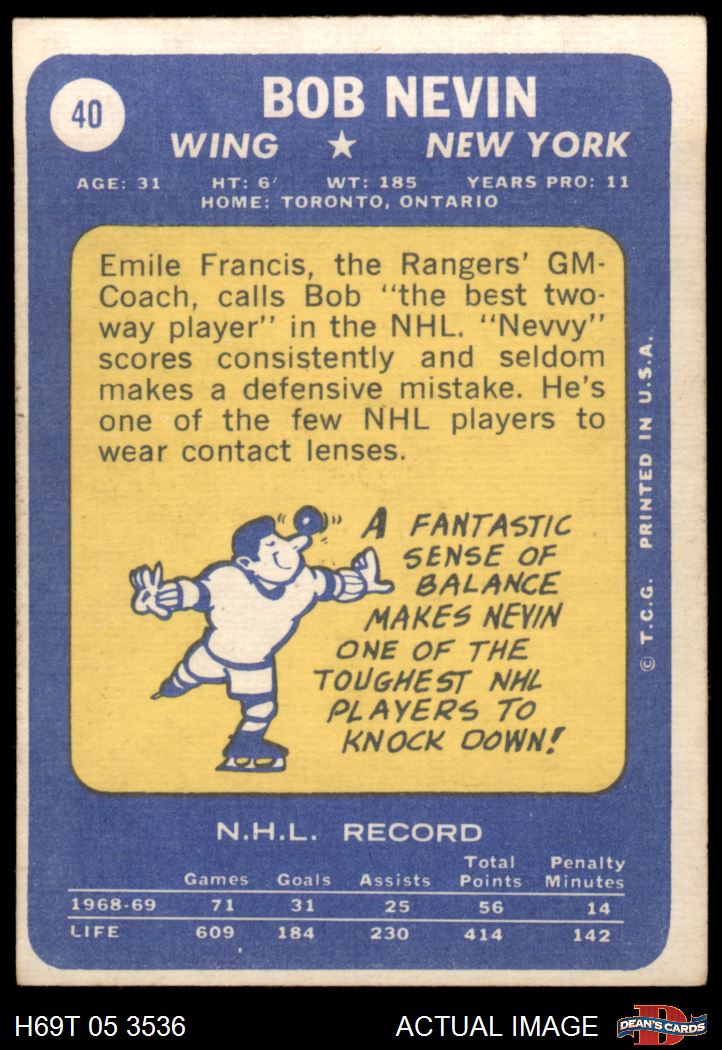 40
BOB NEVIN
WING ★ NEW YORK
AGE: 31 HT: 6′ WT: 185 YEARS PRO: 11
HOME: TORONTO, ONTARIO
Emile Francis, the Rangers’ GM-
Coach, calls Bob “the best two-
way player” in the NHL. “Nevvy”
scores consistently and seldom
makes a defensive mistake. He’s
one of the few NHL players to
wear contact lenses.
A FANTASTIC
SENSE OF
BALANCE
MAKES NEVIN
ONE OF THE
TOUGHEST NHL
PLAYERS TO
KNOCK DOWN!
© T.C.G. PRINTED IN U.S.A.
N.H.L. RECORD
Games Goals Assists Total Points Penalty Minutes
1968-69 71 31 25 56 14
LIFE 609 184 230 414 142
H69T 05 3536 ACTUAL IMAGE
D
DEAN'S CARDS